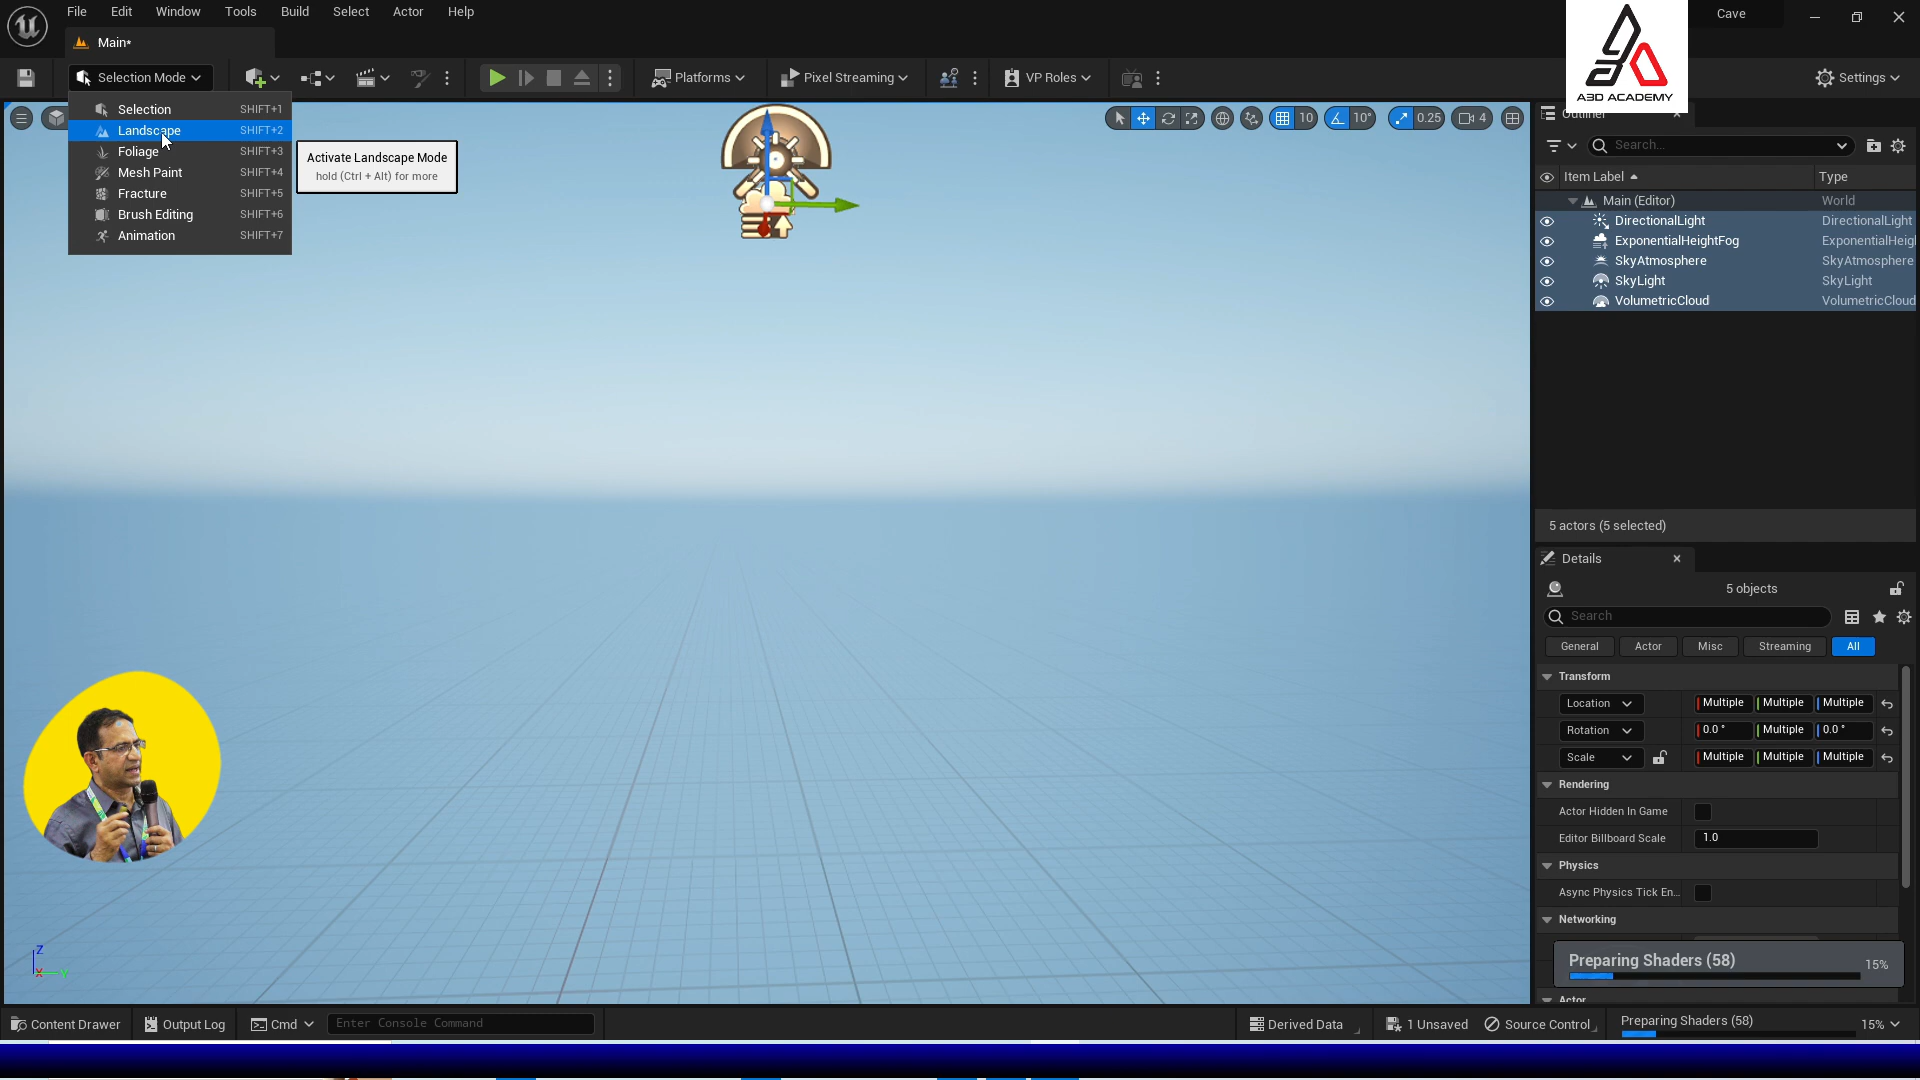 File Edit Window Tools Build Select Actor Help
Cave
Main*
Selection Mode
Platforms
Pixel Streaming
VP Roles
Settings
A3D ACADEMY
Selection SHIFT+1
Landscape SHIFT+2
Foliage SHIFT+3
Mesh Paint SHIFT+4
Fracture SHIFT+5
Brush Editing SHIFT+6
Animation SHIFT+7
Activate Landscape Mode
hold (Ctrl + Alt) for more
10 10° 0.25 4
Outliner
Search...
Item Label Type
Main (Editor) World
DirectionalLight DirectionalLight
ExponentialHeightFog ExponentialHeig
SkyAtmosphere SkyAtmosphere
SkyLight SkyLight
VolumetricCloud VolumetricCloud
5 actors (5 selected)
Details
5 objects
Search
General Actor Misc Streaming All
Transform
Location Multiple Multiple Multiple
Rotation 0.0 ° Multiple 0.0 °
Scale Multiple Multiple Multiple
Rendering
Actor Hidden In Game
Editor Billboard Scale 1.0
Physics
Async Physics Tick En...
Networking
Preparing Shaders (58) 15%
Actor
Z
X Y
Content Drawer Output Log Cmd Enter Console Command
Derived Data 1 Unsaved Source Control
Preparing Shaders (58) 15%